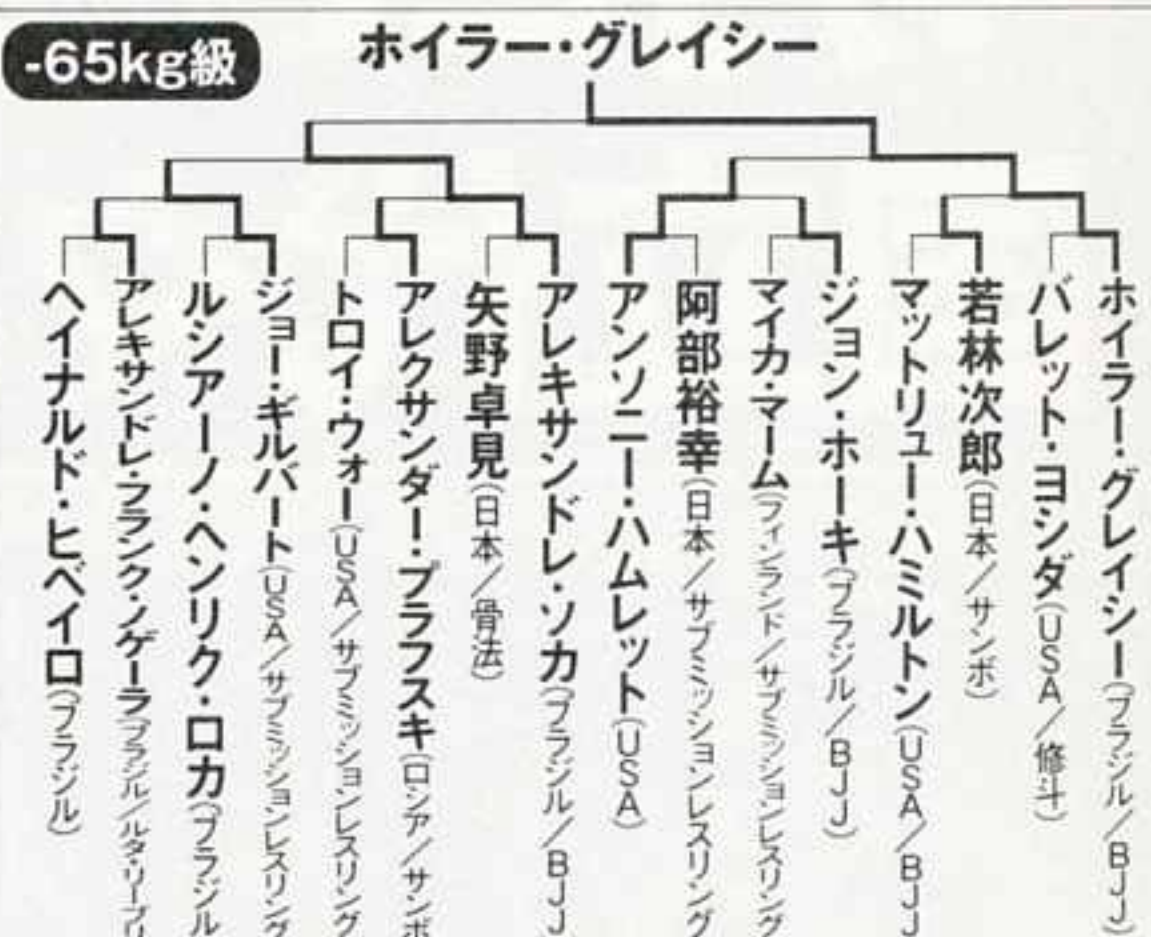 -65kg級
ホイラー・グレイシー
ホイラー・グレイシー(ブラジル/BJJ)
バレット・ヨシダ(USA/修斗)
若林次郎(日本/サンボ)
マットリュー・ハミルトン(USA/BJJ
ジョン・ホーキ(ブラジル/BJJ)
マイカ・マーム(フィンランド/サブミッションレスリング
阿部裕幸(日本/サブミッションレスリング
アンソニー・ハムレット(USA)
アレキサンドレ・ソカ(ブラジル/BJJ
矢野卓見(日本/骨法)
アレクサンダー・プラフスキ(ロシア/サンボ
トロイ・ウォー(USA/サブミッションレスリング
ジョー・ギルバート(USA/サブミッションレスリング
ルシアーノ・ヘンリク・ロカ(ブラジル
アレキサンドレ・フランク・ノゲーラ(ブラジル/ルタ・リーブリ
ヘイナルド・ヒベイロ(ブラジル)